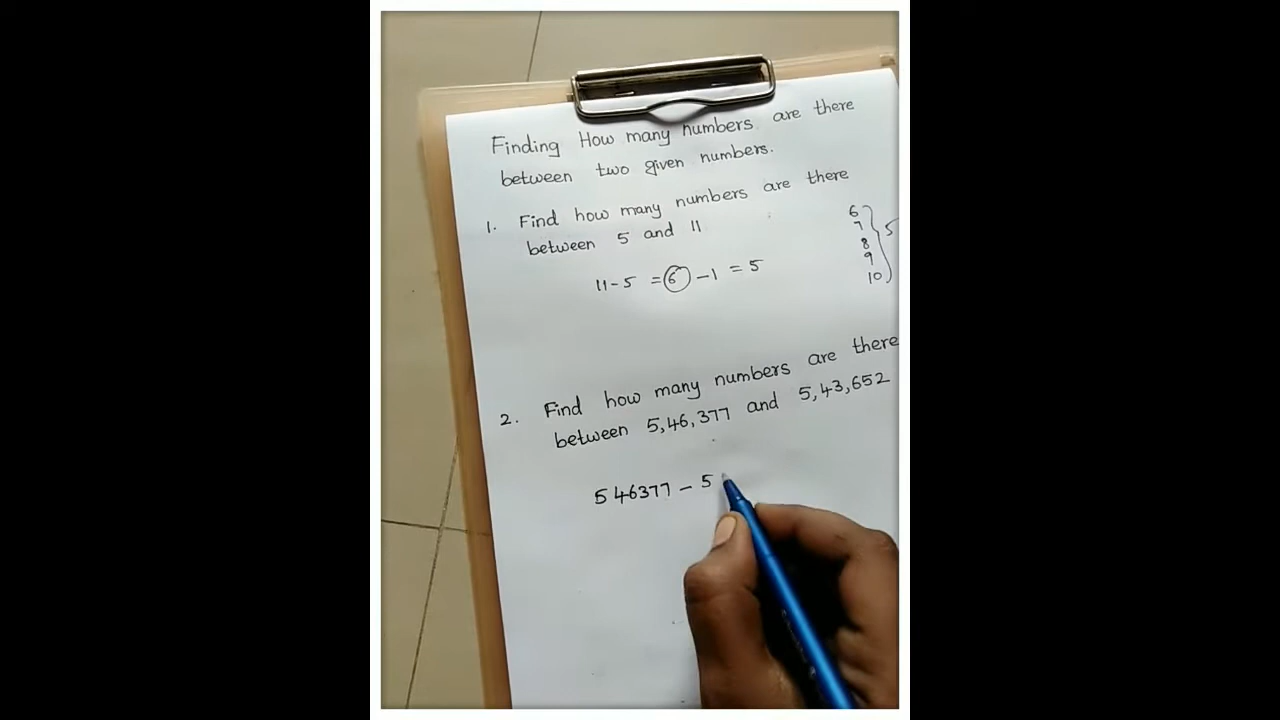 Finding How many numbers are there
between two given numbers.
1. Find how many numbers are there
between 5 and 11
11-5 = 6 -1 = 5
6
7
8
9
10
5
2. Find how many numbers are there
between 5,46,377 and 5,43,652
546377 - 5